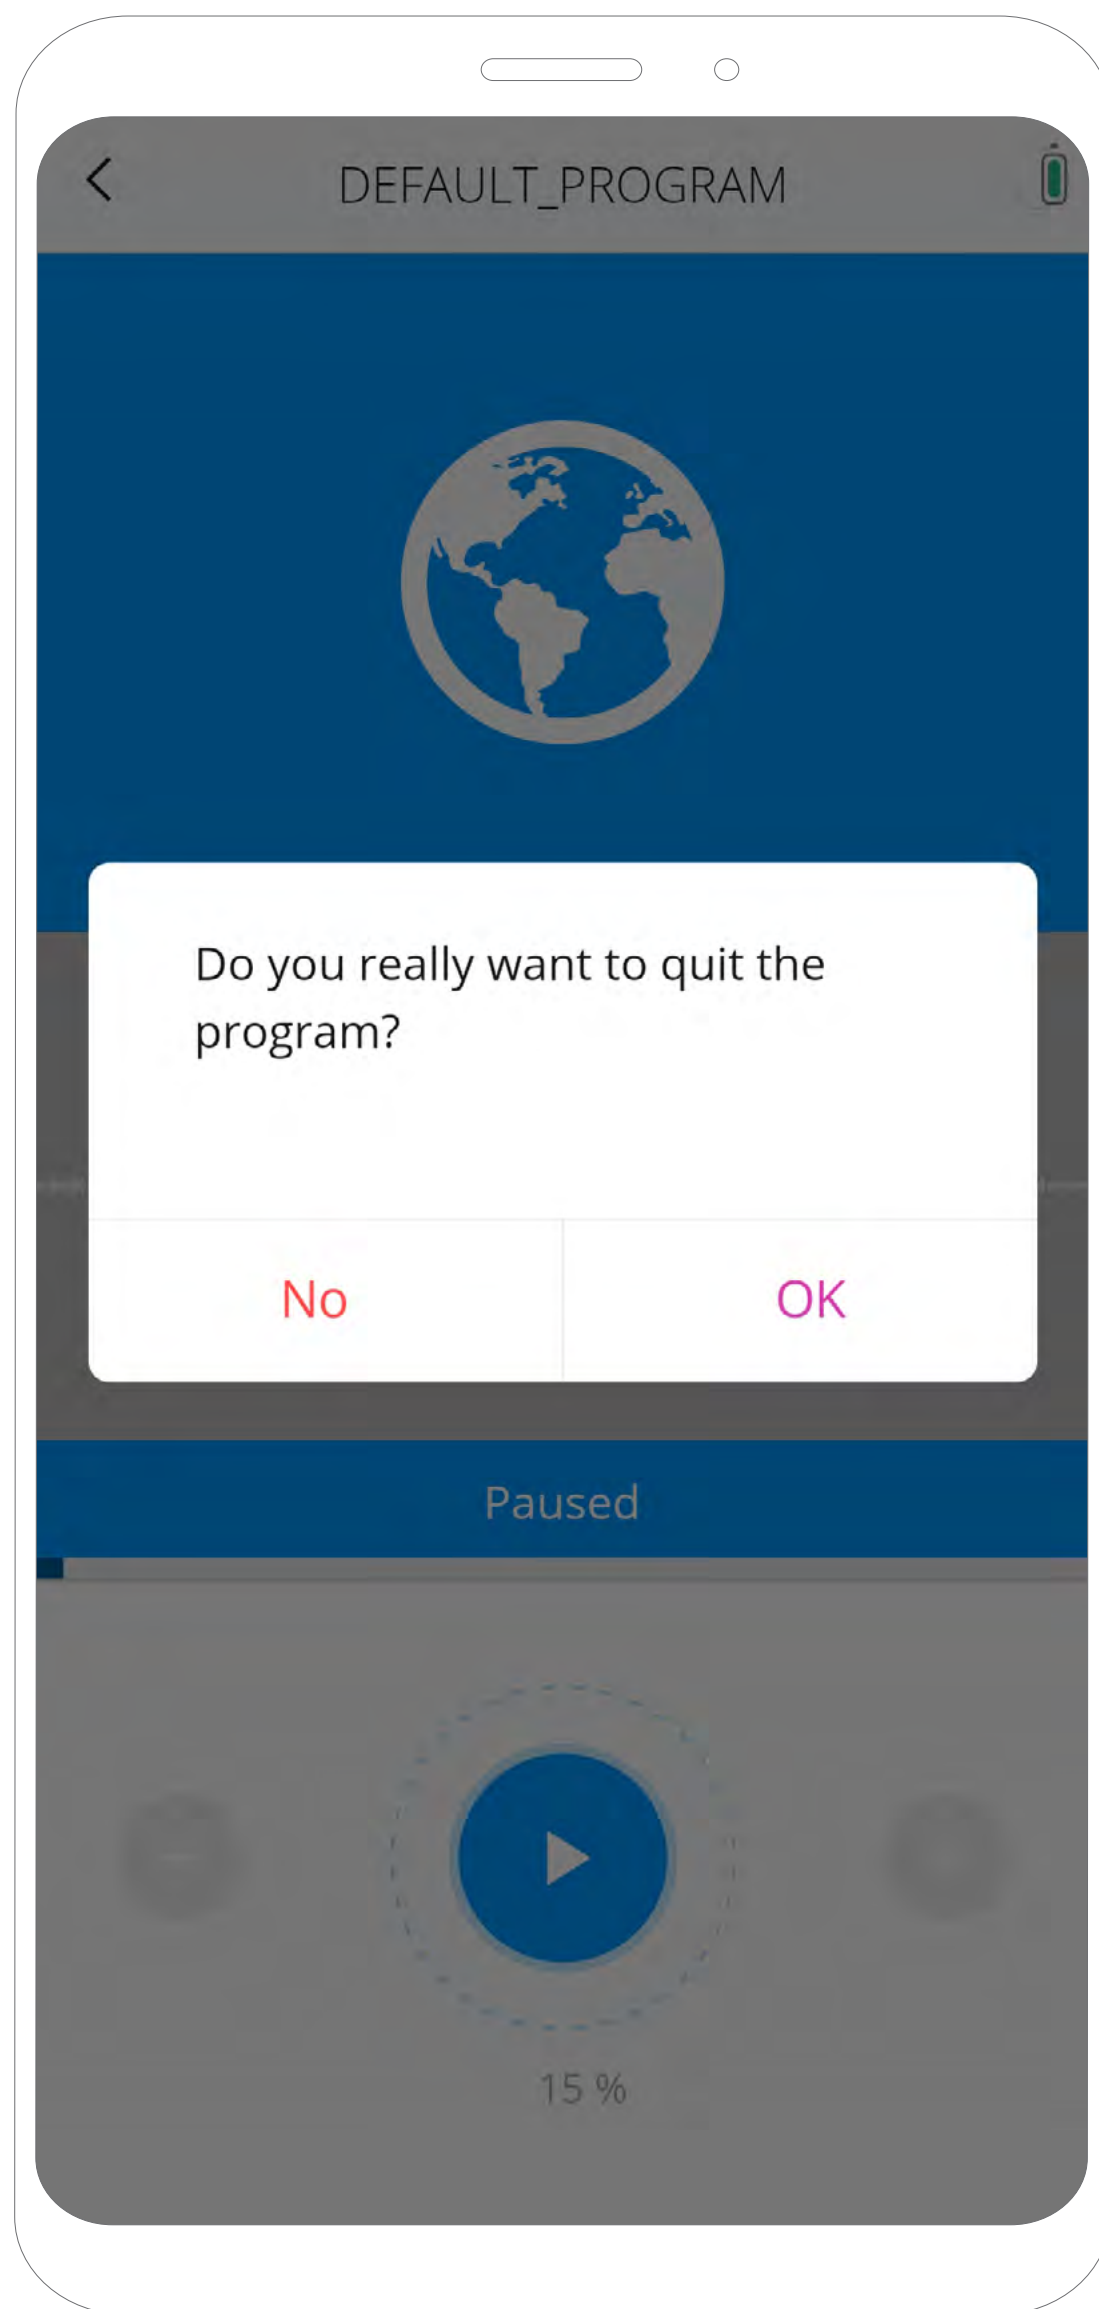 DEFAULT_PROGRAM
Do you really want to quit the
program?
No
OK
Paused
15 %